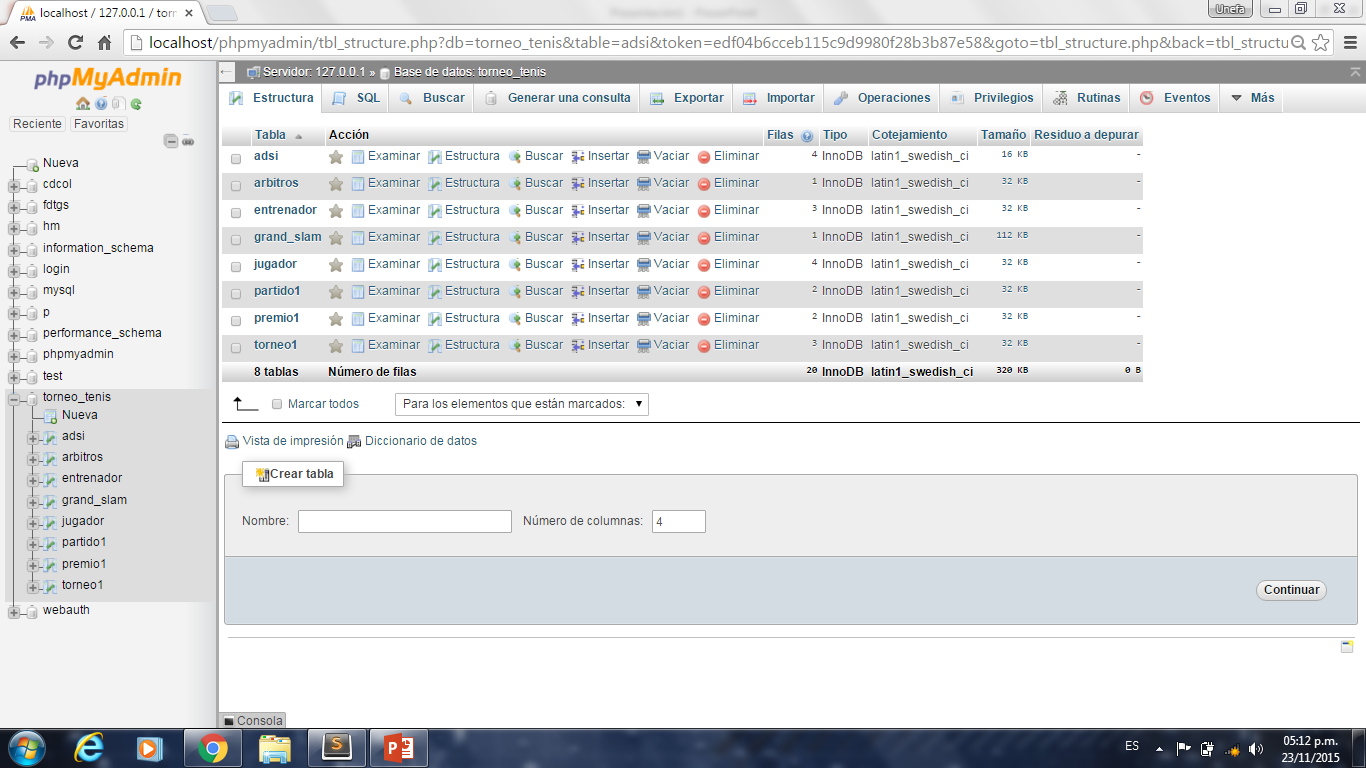 localhost / 127.0.0.1 / torn
Unefa
localhost/phpmyadmin/tbl_structure.php?db=torneo_tenis&table=adsi&token=edf04b6cceb115c9d9980f28b3b87e58&goto=tbl_structure.php&back=tbl_structu
phpMyAdmin
Reciente Favoritas
Nueva
cdcol
fdtgs
hm
information_schema
login
mysql
p
performance_schema
phpmyadmin
test
torneo_tenis
Nueva
adsi
arbitros
entrenador
grand_slam
jugador
partido1
premio1
torneo1
webauth
Servidor: 127.0.0.1 » Base de datos: torneo_tenis
Estructura SQL Buscar Generar una consulta Exportar Importar Operaciones Privilegios Rutinas Eventos Más
Tabla Acción Filas Tipo Cotejamiento Tamaño Residuo a depurar
adsi Examinar Estructura Buscar Insertar Vaciar Eliminar 4 InnoDB latin1_swedish_ci 16 KB -
arbitros Examinar Estructura Buscar Insertar Vaciar Eliminar 1 InnoDB latin1_swedish_ci 32 KB -
entrenador Examinar Estructura Buscar Insertar Vaciar Eliminar 3 InnoDB latin1_swedish_ci 32 KB -
grand_slam Examinar Estructura Buscar Insertar Vaciar Eliminar 1 InnoDB latin1_swedish_ci 112 KB -
jugador Examinar Estructura Buscar Insertar Vaciar Eliminar 4 InnoDB latin1_swedish_ci 32 KB -
partido1 Examinar Estructura Buscar Insertar Vaciar Eliminar 2 InnoDB latin1_swedish_ci 32 KB -
premio1 Examinar Estructura Buscar Insertar Vaciar Eliminar 2 InnoDB latin1_swedish_ci 32 KB -
torneo1 Examinar Estructura Buscar Insertar Vaciar Eliminar 3 InnoDB latin1_swedish_ci 32 KB -
8 tablas Número de filas 20 InnoDB latin1_swedish_ci 320 KB 0 B
Marcar todos Para los elementos que están marcados:
Vista de impresión Diccionario de datos
Crear tabla
Nombre: Número de columnas: 4
Continuar
Consola
ES 05:12 p.m.
23/11/2015